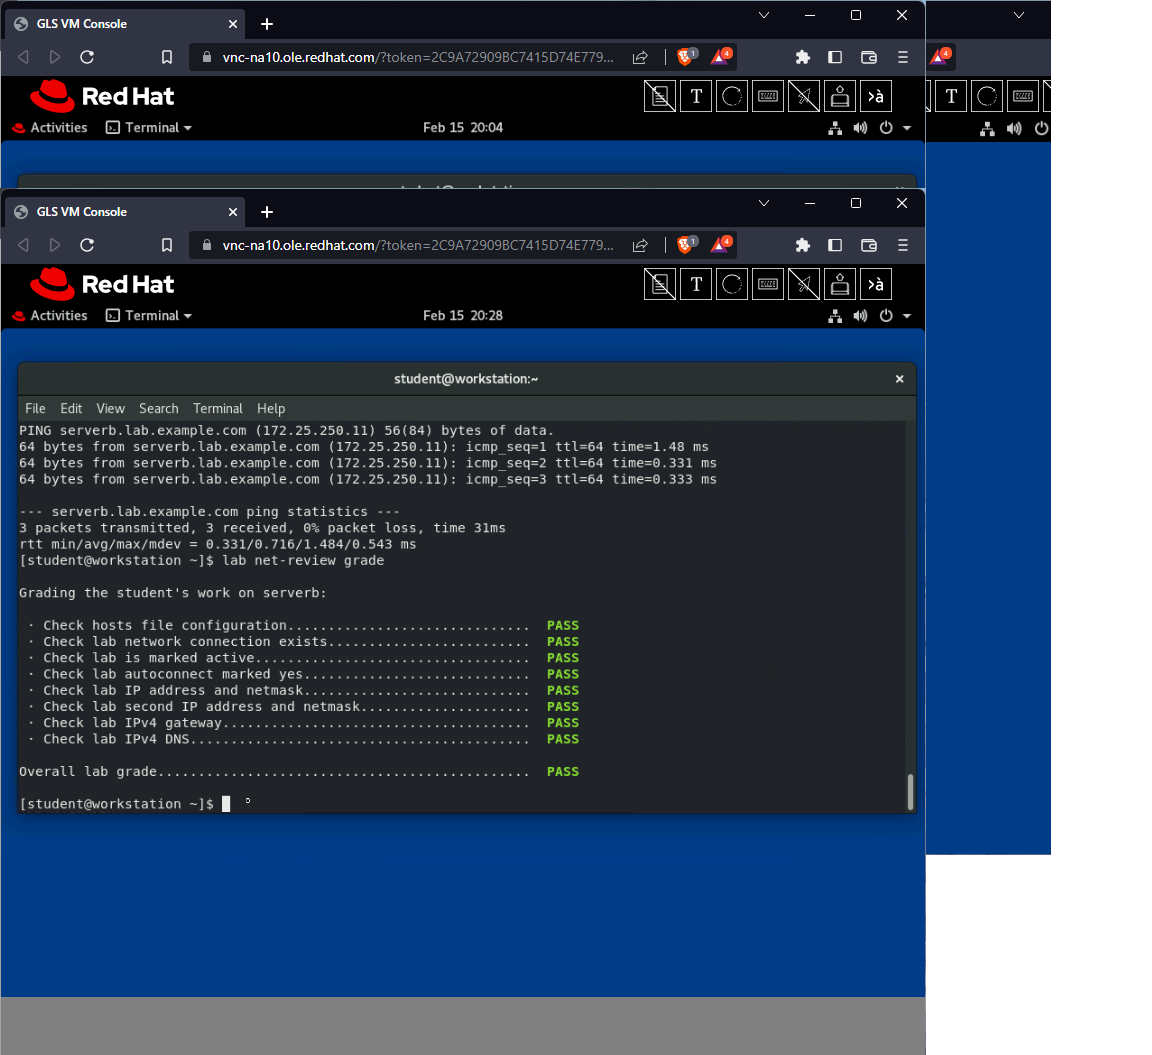 GLS VM Console
vnc-na10.ole.redhat.com/?token=2C9A72909BC7415D74E779...
1
4
4
Red Hat
T
>à
T
Activities
Terminal
Feb 15 20:04
GLS VM Console
vnc-na10.ole.redhat.com/?token=2C9A72909BC7415D74E779...
1
4
Red Hat
T
>à
Activities
Terminal
Feb 15 20:28
student@workstation:~
File Edit View Search Terminal Help
PING serverb.lab.example.com (172.25.250.11) 56(84) bytes of data.
64 bytes from serverb.lab.example.com (172.25.250.11): icmp_seq=1 ttl=64 time=1.48 ms
64 bytes from serverb.lab.example.com (172.25.250.11): icmp_seq=2 ttl=64 time=0.331 ms
64 bytes from serverb.lab.example.com (172.25.250.11): icmp_seq=3 ttl=64 time=0.333 ms
--- serverb.lab.example.com ping statistics ---
3 packets transmitted, 3 received, 0% packet loss, time 31ms
rtt min/avg/max/mdev = 0.331/0.716/1.484/0.543 ms
[student@workstation ~]$ lab net-review grade
Grading the student's work on serverb:
· Check hosts file configuration.............................. PASS
· Check lab network connection exists......................... PASS
· Check lab is marked active.................................. PASS
· Check lab autoconnect marked yes............................ PASS
· Check lab IP address and netmask............................ PASS
· Check lab second IP address and netmask..................... PASS
· Check lab IPv4 gateway...................................... PASS
· Check lab IPv4 DNS.......................................... PASS
Overall lab grade.............................................. PASS
[student@workstation ~]$